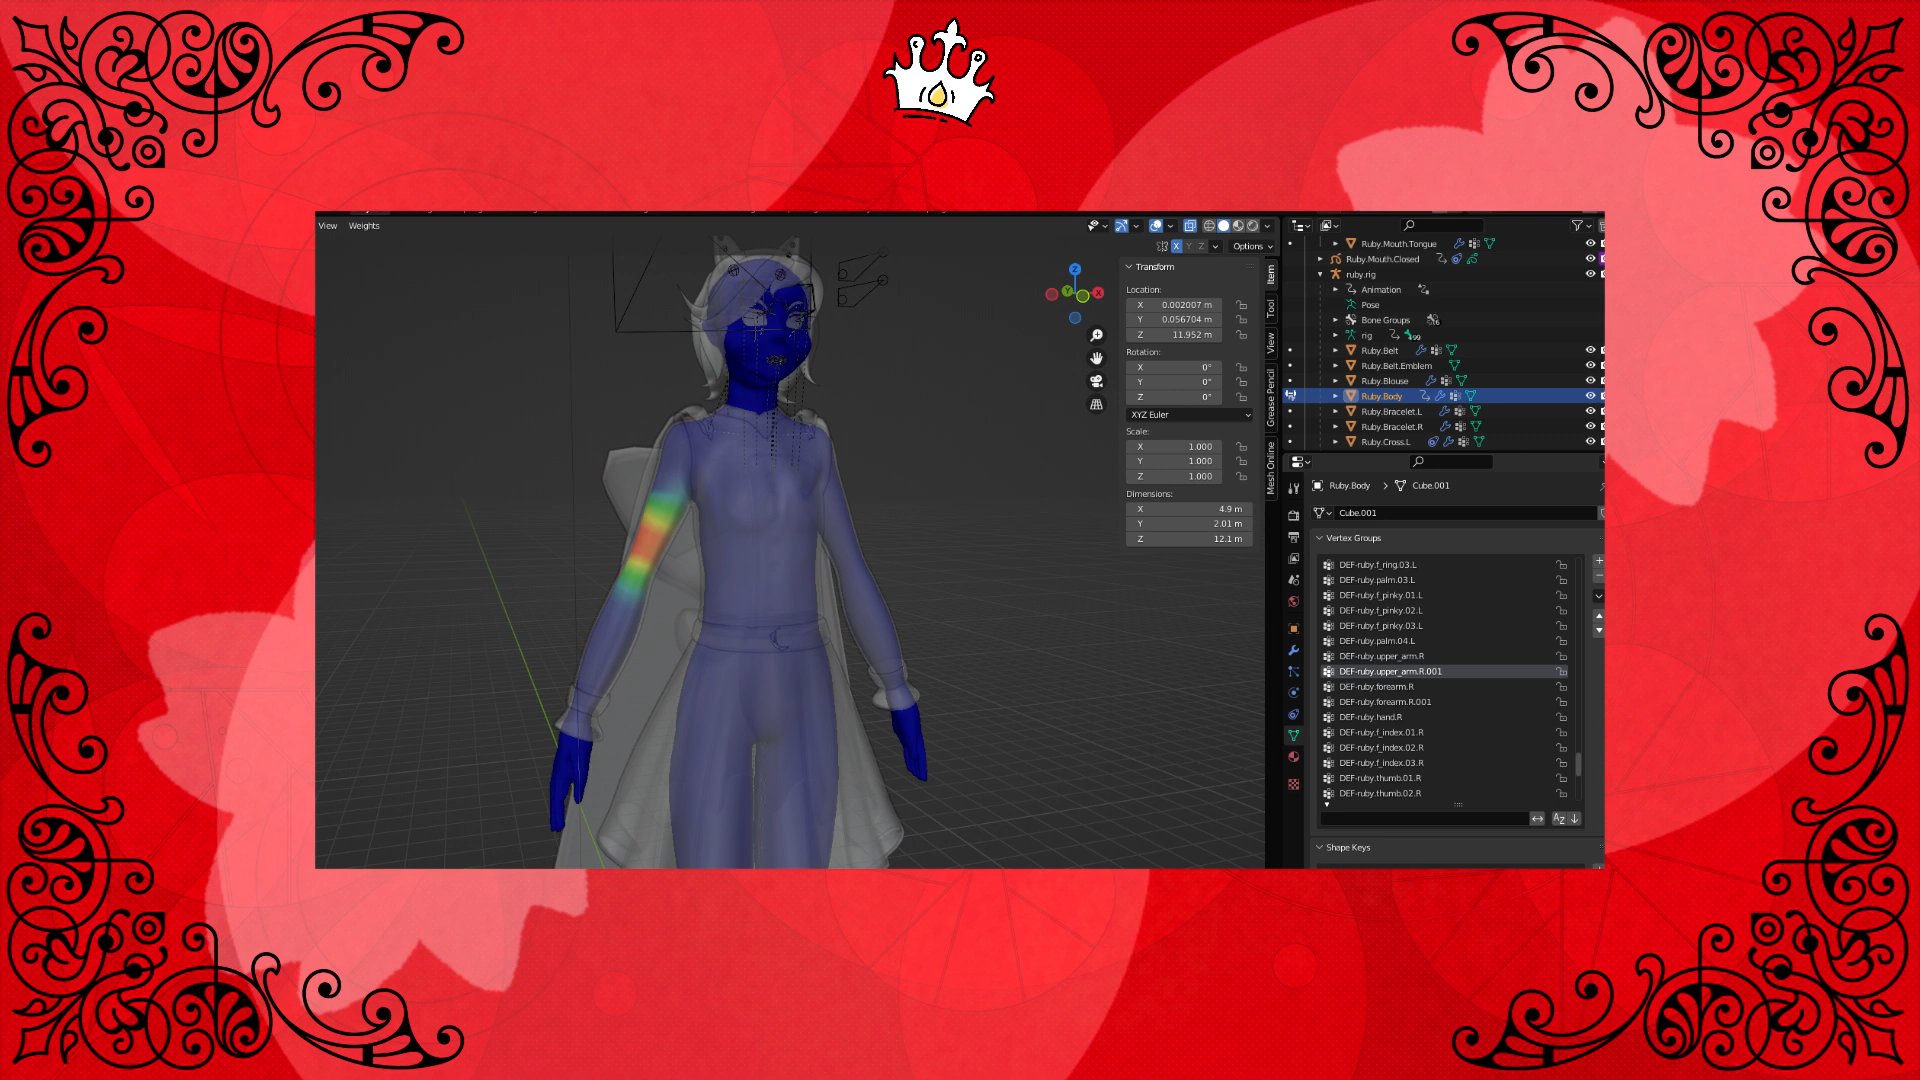 View Weights
X Y Z Options
Transform
Location:
X 0.002007 m
Y 0.056704 m
Z 11.952 m
Rotation:
X 0°
Y 0°
Z 0°
XYZ Euler
Scale:
X 1.000
Y 1.000
Z 1.000
Dimensions:
X 4.9 m
Y 2.01 m
Z 12.1 m
Z
Y
X
Item
Tool
View
Grease Pencil
Mesh Online
Ruby.Mouth.Tongue
Ruby.Mouth.Closed
ruby.rig
Animation
Pose
Bone Groups 16
rig 99
Ruby.Belt
Ruby.Belt.Emblem
Ruby.Blouse
Ruby.Body
Ruby.Bracelet.L
Ruby.Bracelet.R
Ruby.Cross.L
Ruby.Body > Cube.001
Cube.001
Vertex Groups
DEF-ruby.f_ring.03.L
DEF-ruby.palm.03.L
DEF-ruby.f_pinky.01.L
DEF-ruby.f_pinky.02.L
DEF-ruby.f_pinky.03.L
DEF-ruby.palm.04.L
DEF-ruby.upper_arm.R
DEF-ruby.upper_arm.R.001
DEF-ruby.forearm.R
DEF-ruby.forearm.R.001
DEF-ruby.hand.R
DEF-ruby.f_index.01.R
DEF-ruby.f_index.02.R
DEF-ruby.f_index.03.R
DEF-ruby.thumb.01.R
DEF-ruby.thumb.02.R
AZ
Shape Keys